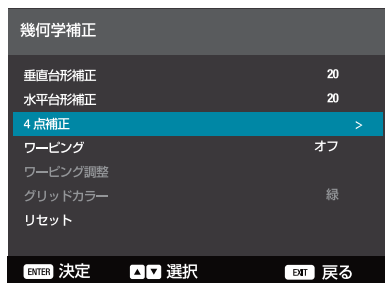 幾何学補正
垂直台形補正 20
水平台形補正 20
4 点補正 >
ワーピング オフ
ワーピング調整
グリッドカラー 緑
リセット
ENTER 決定 ▲▼ 選択 EXIT 戻る